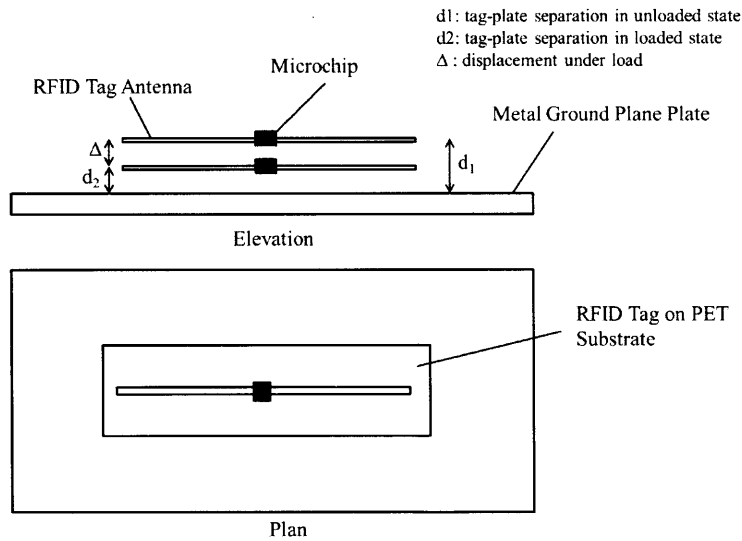 d1: tag-plate separation in unloaded state
d2: tag-plate separation in loaded state
Δ : displacement under load
Microchip
RFID Tag Antenna
Metal Ground Plane Plate
Δ
d₁
d₂
Elevation
RFID Tag on PET
Substrate
Plan